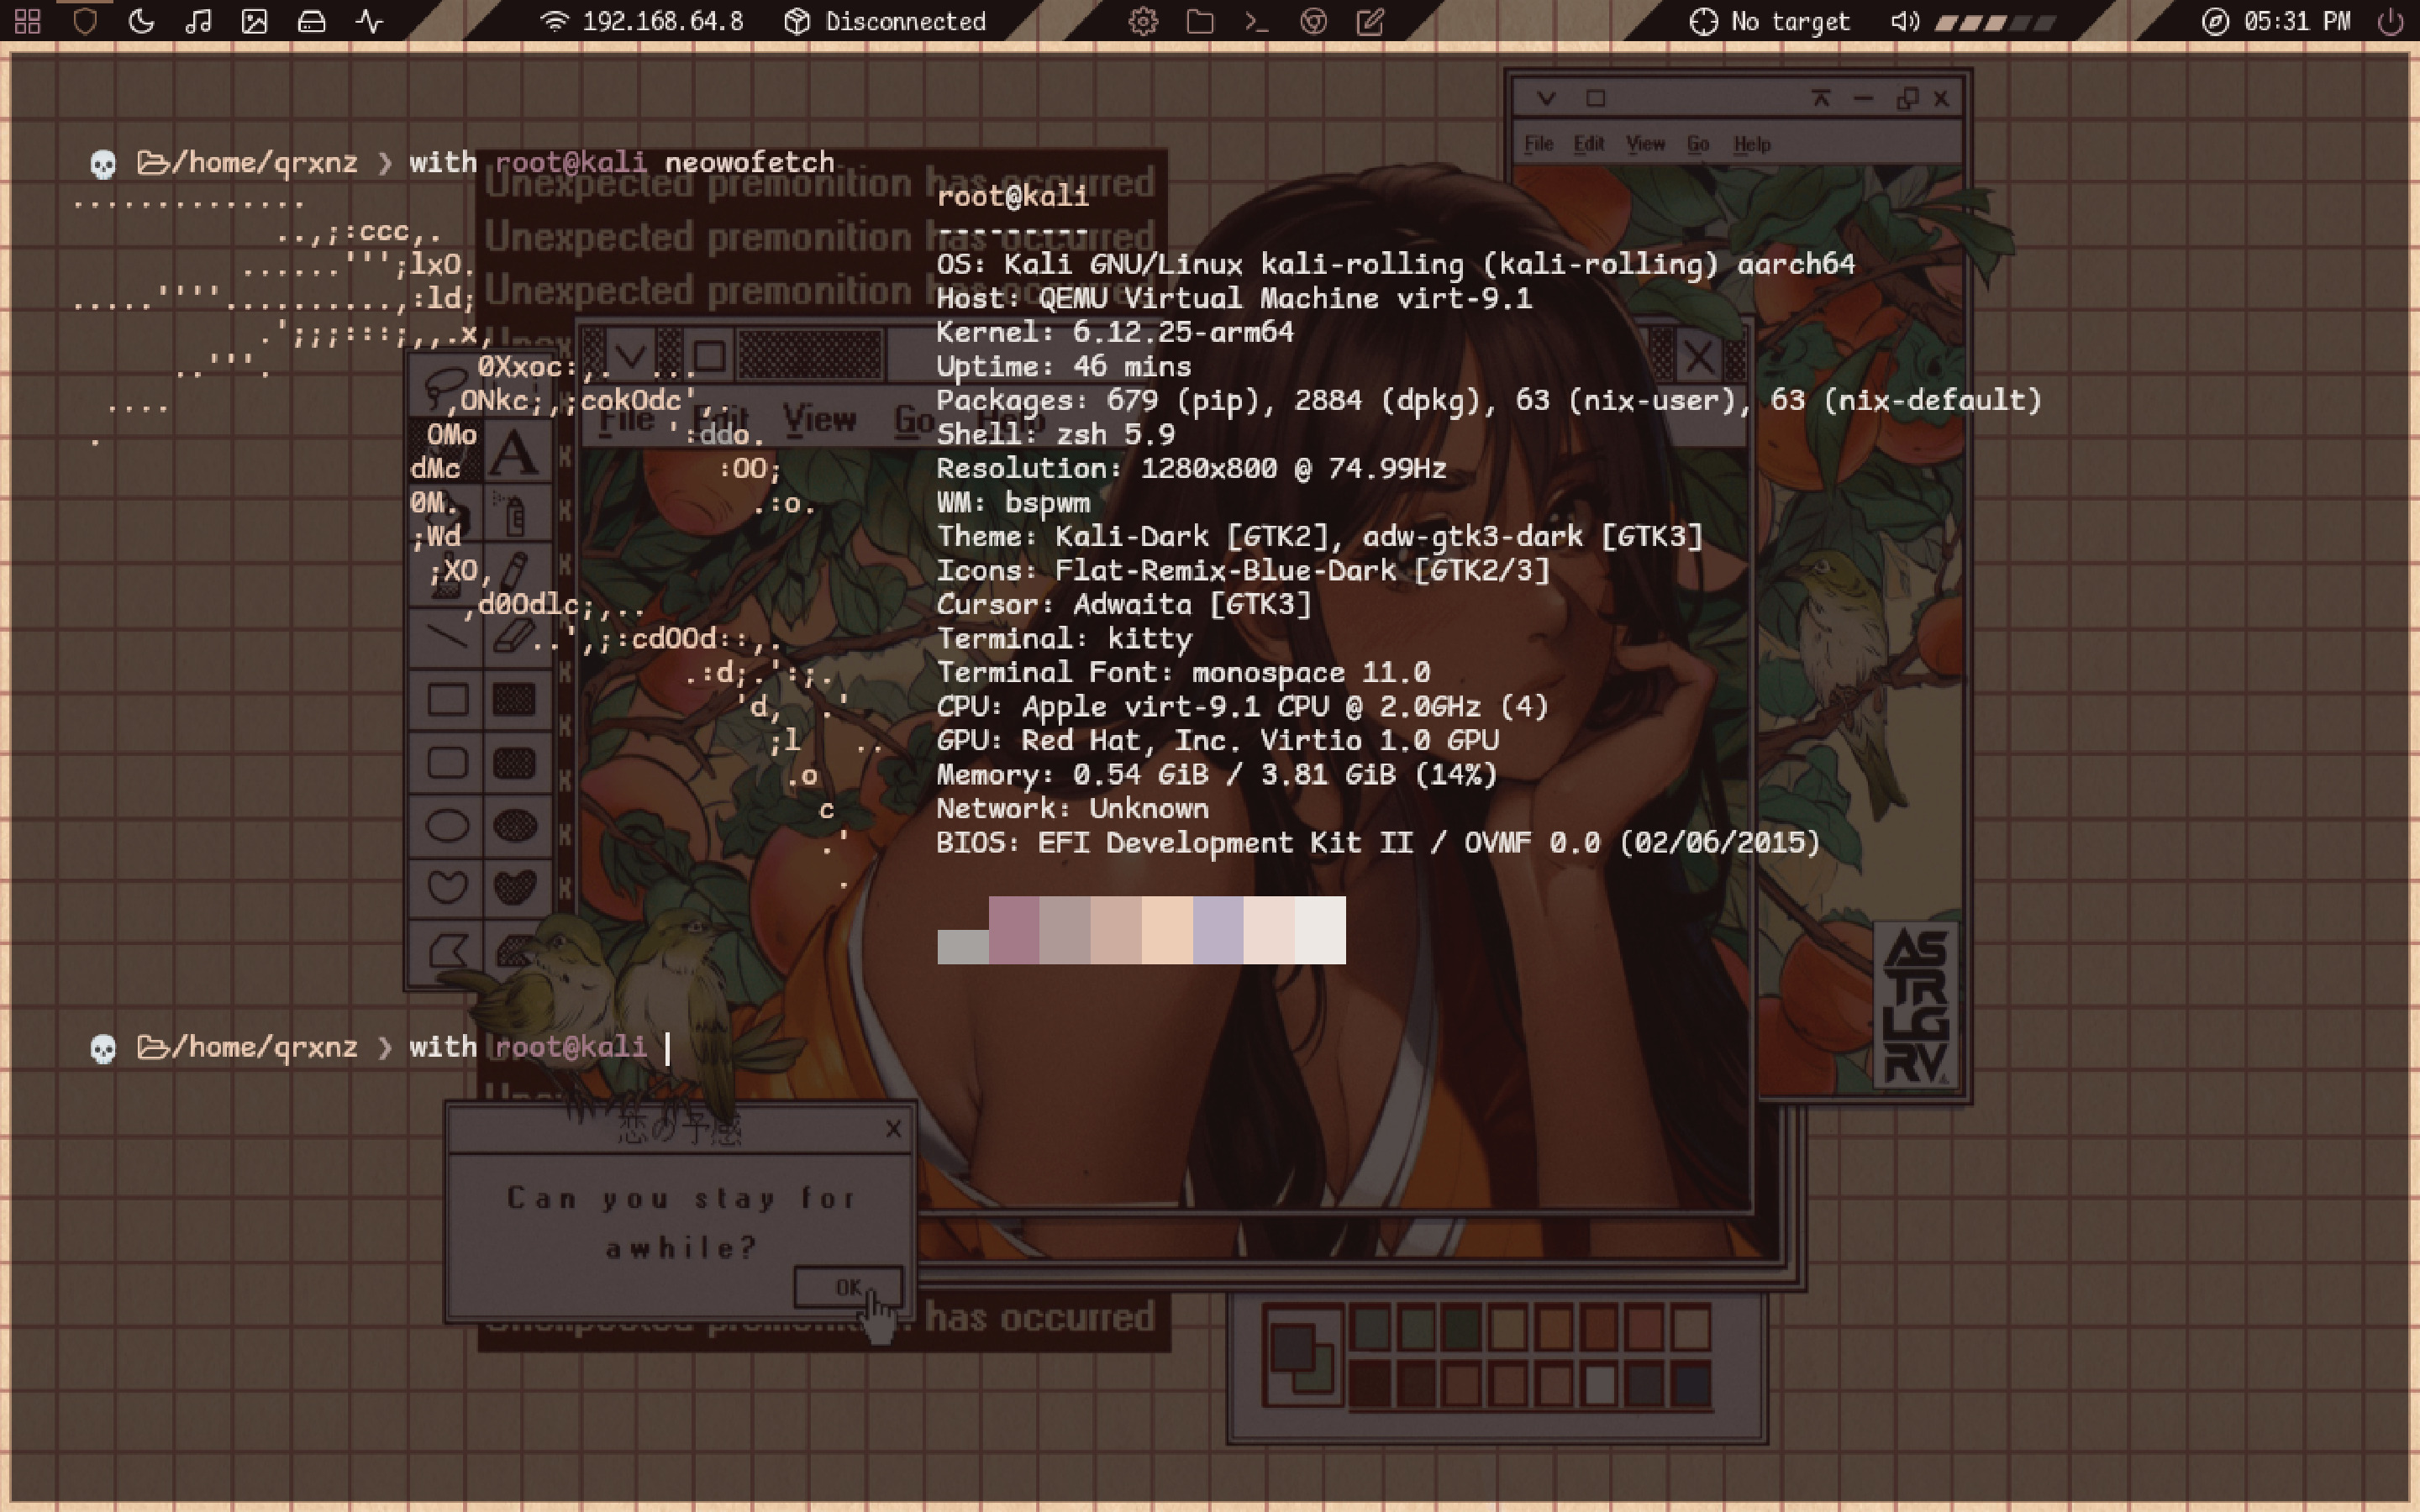 192.168.64.8 Disconnected No target 05:31 PM
File Edit View Go Help
/home/qrxnz ❯ with root@kali neowofetch
Unexpected premonition has occurred
root@kali
---------
Unexpected premonition has occurred
OS: Kali GNU/Linux kali-rolling (kali-rolling) aarch64
Unexpected premonition has occurred
Host: QEMU Virtual Machine virt-9.1
Kernel: 6.12.25-arm64
Uptime: 46 mins
Packages: 679 (pip), 2884 (dpkg), 63 (nix-user), 63 (nix-default)
File Edit View Go Help
Shell: zsh 5.9
A
Resolution: 1280x800 @ 74.99Hz
WM: bspwm
Theme: Kali-Dark [GTK2], adw-gtk3-dark [GTK3]
Icons: Flat-Remix-Blue-Dark [GTK2/3]
Cursor: Adwaita [GTK3]
Terminal: kitty
Terminal Font: monospace 11.0
CPU: Apple virt-9.1 CPU @ 2.0GHz (4)
GPU: Red Hat, Inc. Virtio 1.0 GPU
Memory: 0.54 GiB / 3.81 GiB (14%)
Network: Unknown
BIOS: EFI Development Kit II / OVMF 0.0 (02/06/2015)
AS
TR
LG
RV
/home/qrxnz ❯ with root@kali
恋の予感
Can you stay for
awhile?
OK
Unexpected premonition has occurred